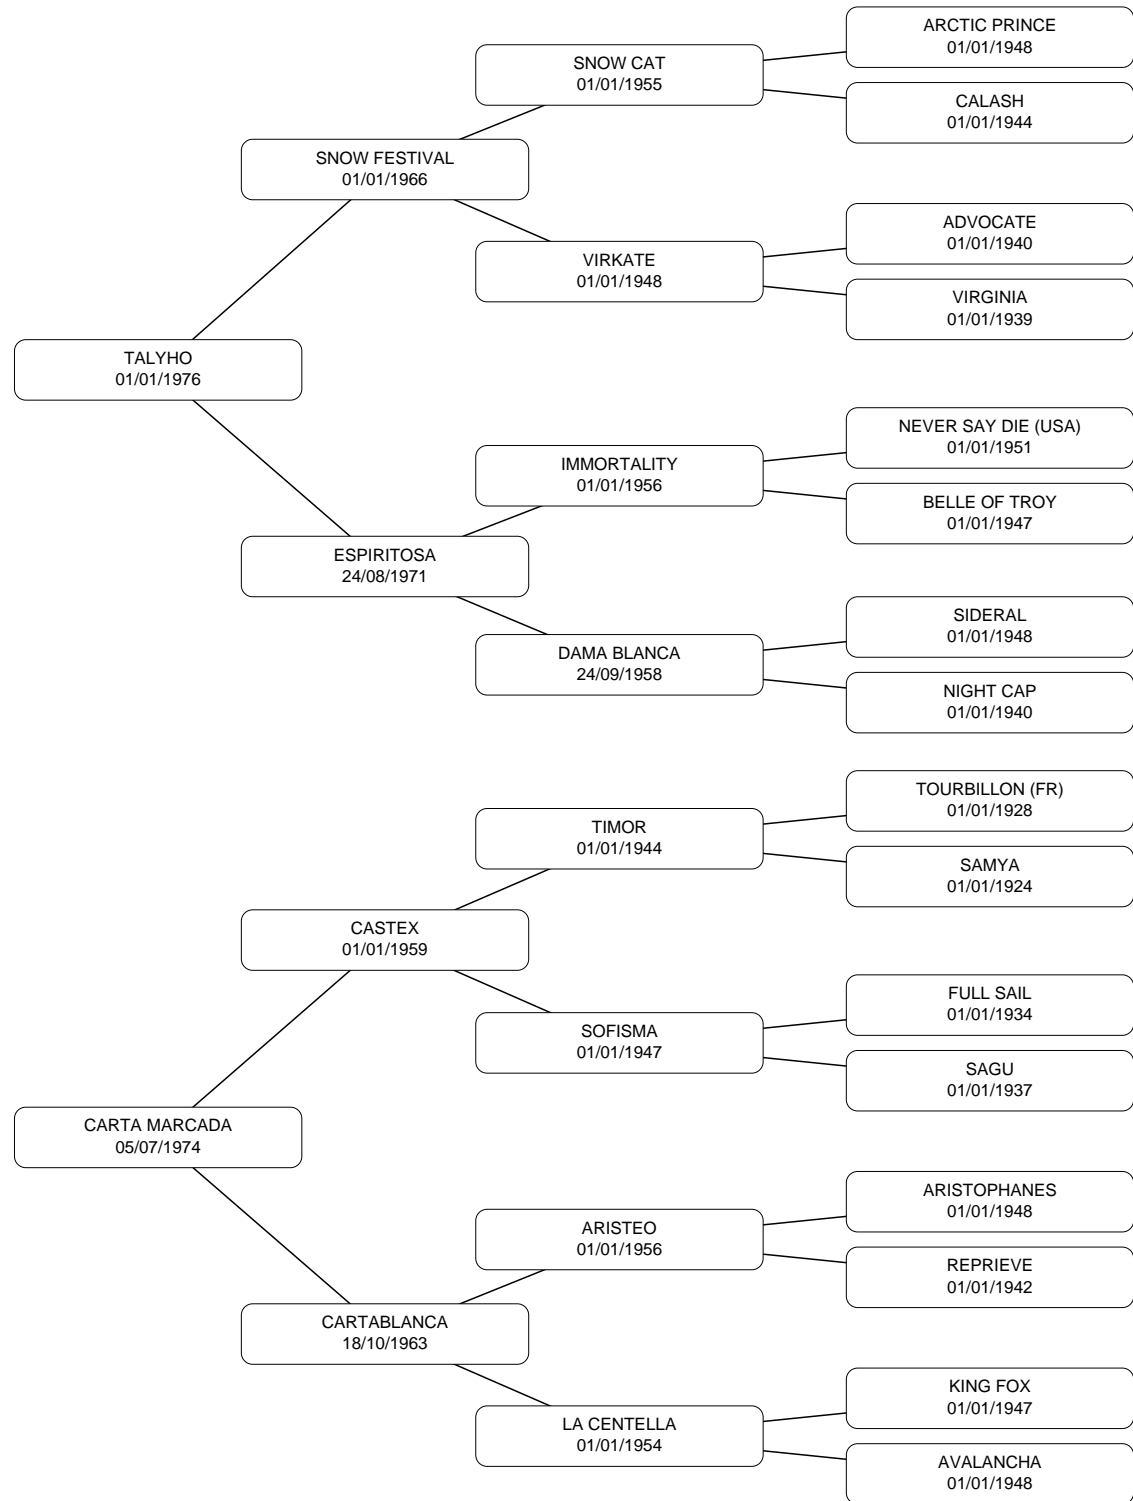 ARCTIC PRINCE
01/01/1948
SNOW CAT
01/01/1955
CALASH
01/01/1944
SNOW FESTIVAL
01/01/1966
ADVOCATE
01/01/1940
VIRKATE
01/01/1948
VIRGINIA
01/01/1939
TALYHO
01/01/1976
NEVER SAY DIE (USA)
01/01/1951
IMMORTALITY
01/01/1956
BELLE OF TROY
01/01/1947
ESPIRITOSA
24/08/1971
SIDERAL
01/01/1948
DAMA BLANCA
24/09/1958
NIGHT CAP
01/01/1940
TOURBILLON (FR)
01/01/1928
TIMOR
01/01/1944
SAMYA
01/01/1924
CASTEX
01/01/1959
FULL SAIL
01/01/1934
SOFISMA
01/01/1947
SAGU
01/01/1937
CARTA MARCADA
05/07/1974
ARISTOPHANES
01/01/1948
ARISTEO
01/01/1956
REPRIEVE
01/01/1942
CARTABLANCA
18/10/1963
KING FOX
01/01/1947
LA CENTELLA
01/01/1954
AVALANCHA
01/01/1948